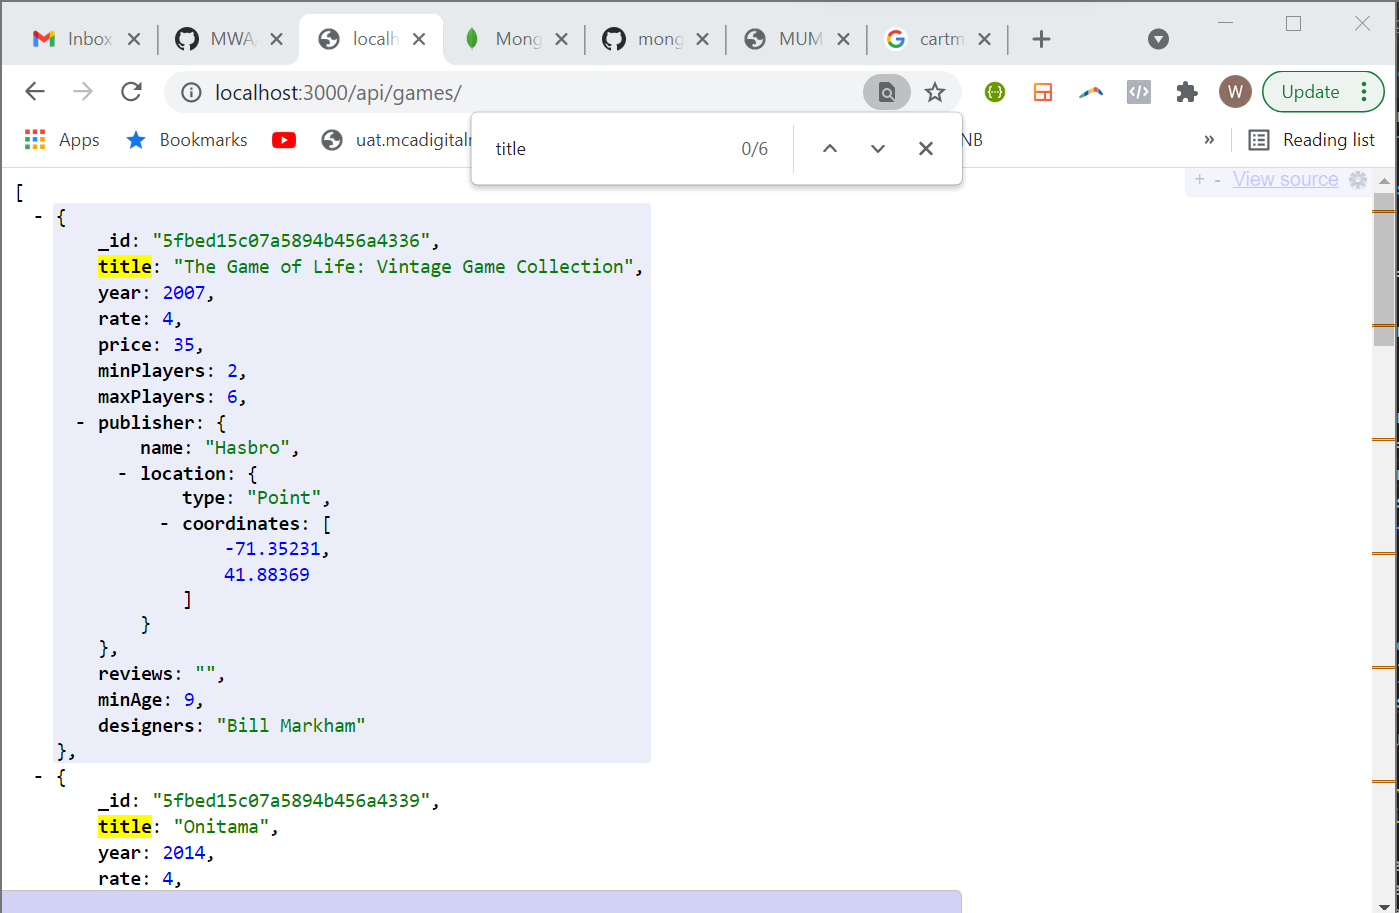 Inbox
MWA
localh
Mong
mong
MUM
cartm
localhost:3000/api/games/
W
Update
Apps
Bookmarks
uat.mcadigitalr
NB
»
Reading list
title 0/6
+ - View source
[
- {
_id: "5fbed15c07a5894b456a4336",
title: "The Game of Life: Vintage Game Collection",
year: 2007,
rate: 4,
price: 35,
minPlayers: 2,
maxPlayers: 6,
- publisher: {
name: "Hasbro",
- location: {
type: "Point",
- coordinates: [
-71.35231,
41.88369
]
}
},
reviews: "",
minAge: 9,
designers: "Bill Markham"
},
- {
_id: "5fbed15c07a5894b456a4339",
title: "Onitama",
year: 2014,
rate: 4,